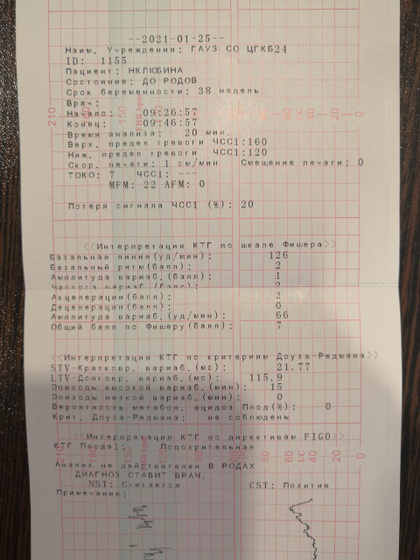 --2021-01-25--
Наим. Учреждения: ГАУЗ СО ЦГКБ24
ID: 1155
Пациент: НКЛЮБИНА
Состояние: ДО РОДОВ
Срок беременности: 38 недель
Врач:
Начало: 09:26:57
Конец: 09:46:57
Время анализа: 20 мин.
Верх. предел тревоги ЧСС1:160
Ниж. предел тревоги ЧСС1:120
Скор. печати: 1 см/мин Смещение печати: 0
ТОКО: 7 ЧСС1: ---
MFM: 22 AFM: 0
Потеря сигнала ЧСС1 (%): 20
<<Интерпретация КТГ по шкале Фишера>>
Базальная линия(уд/мин): 126
Базальный ритм(балл): 2
Амплитуда вариаб.(балл): 1
Частота вариаб.(балл): 2
Акцелерации(балл): 2
Децелерации(балл): 0
Амплитуда вариаб.(уд/мин): 66
Общий балл по Фишеру(балл): 7
<<Интерпретация КТГ по критериям Доуза-Редмана>>
STV-Кратковр. вариаб.(мс): 21.77
LTV-Долговр. вариаб.(мс): 115.9
Эпизоды высокой вариаб.(мин): 15
Эпизоды низкой вариаб.(мин): 0
Вероятность метабол. ацидоз Плод(%): 0
Крит. Доуза-Редмана: не соблюдены
<<Интерпретация КТГ по директивам FIGO>>
КТГ Плода1: Подозрительная
Анализ не действителен В РОДАХ
ДИАГНОЗ СТАВИТ ВРАЧ.
NST: Считается CST: Позитив
Примечание: